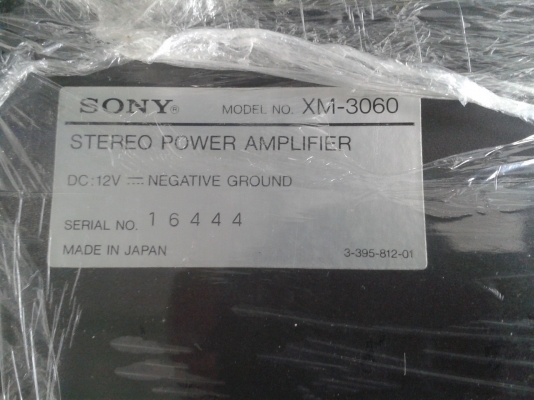 SONY® MODEL NO. XM-3060
STEREO POWER AMPLIFIER
DC:12V ⎓ NEGATIVE GROUND
SERIAL NO. 16444
MADE IN JAPAN 3-395-812-01